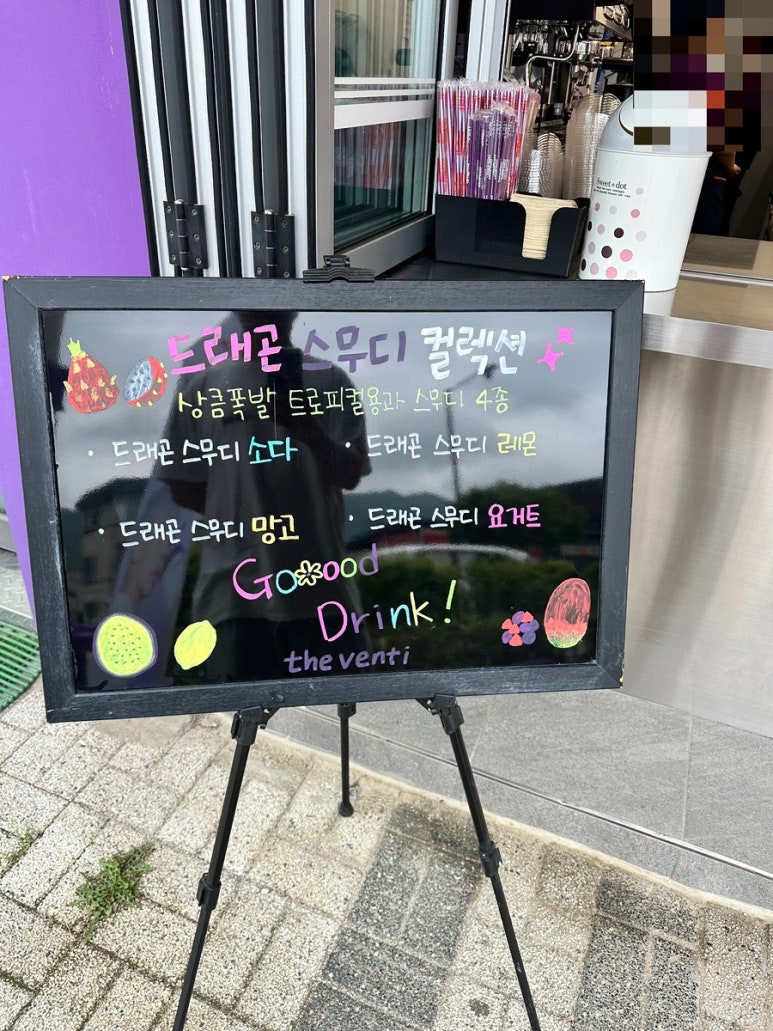 드래곤 스무디 컬렉션
상큼폭발 트로피컬용과 스무디 4종
· 드래곤 스무디 소다
· 드래곤 스무디 레몬
· 드래곤 스무디 망고
· 드래곤 스무디 요거트
Gooood
Drink!
the venti
Sweet dot